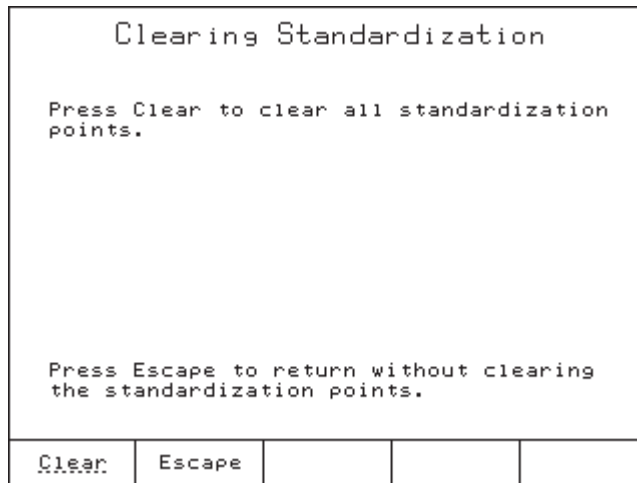 Clearing Standardization
Press Clear to clear all standardization
points.
Press Escape to return without clearing
the standardization points.
Clear Escape